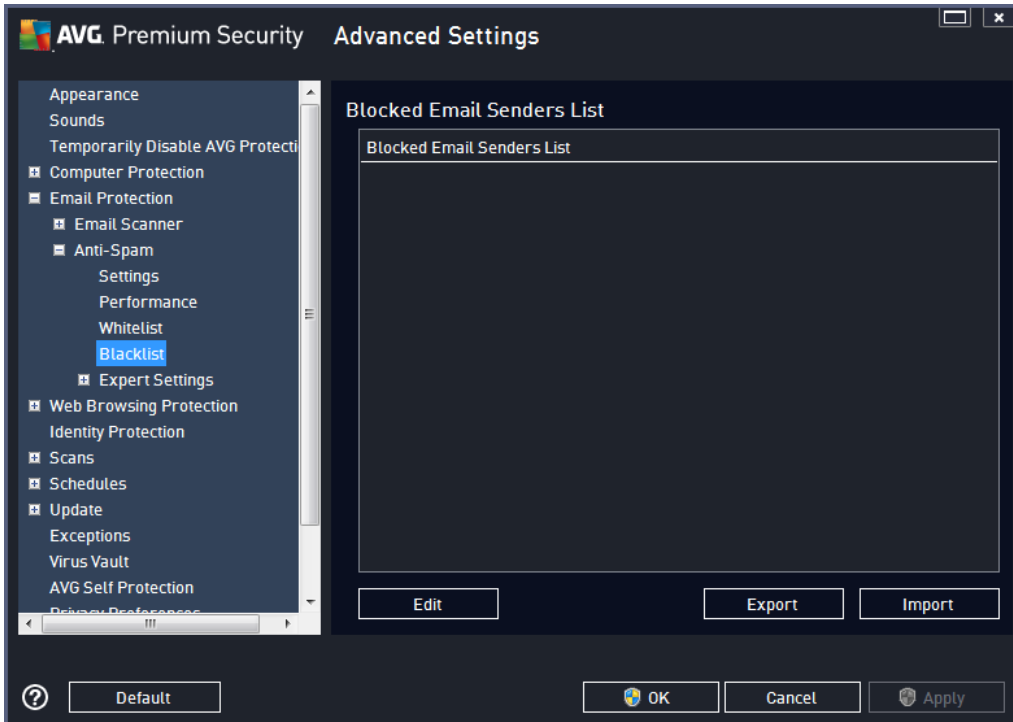 AVG. Premium Security Advanced Settings
Appearance
Sounds
Temporarily Disable AVG Protecti
Computer Protection
Email Protection
Email Scanner
Anti-Spam
Settings
Performance
Whitelist
Blacklist
Expert Settings
Web Browsing Protection
Identity Protection
Scans
Schedules
Update
Exceptions
Virus Vault
AVG Self Protection
Privacy Preferences
Blocked Email Senders List
Blocked Email Senders List
Edit Export Import
? Default OK Cancel Apply